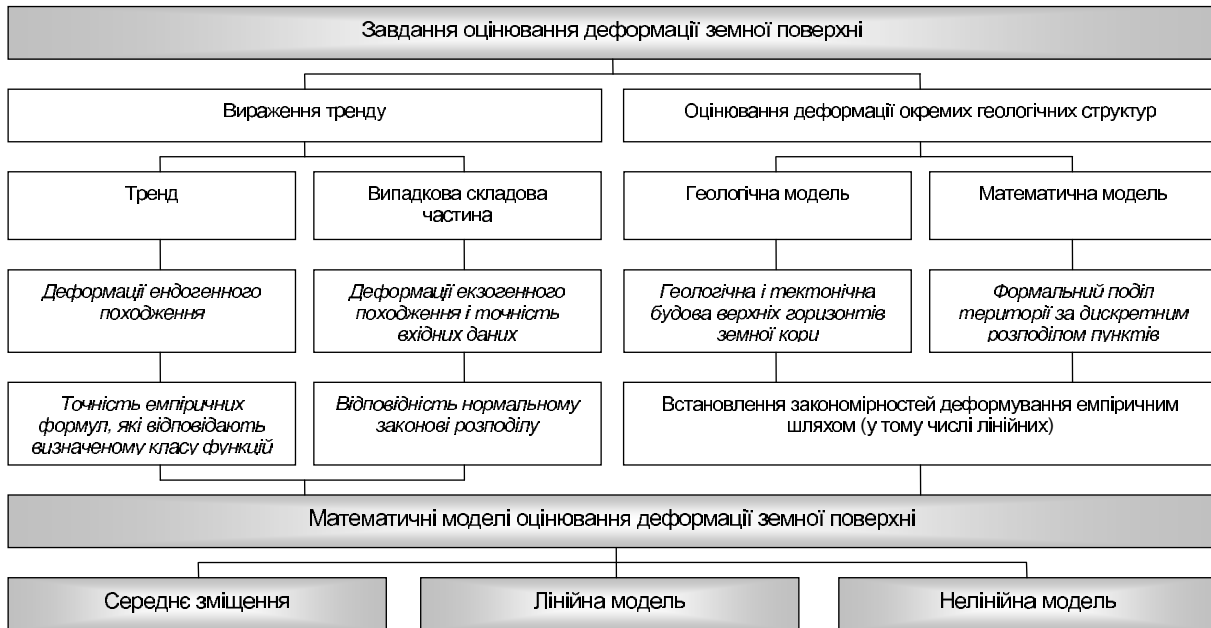 Завдання оцінювання деформації земної поверхні
Вираження тренду
Оцінювання деформації окремих геологічних структур
Тренд
Випадкова складова
частина
Геологічна модель
Математична модель
Деформації ендогенного
походження
Деформації екзогенного
походження і точність
вхідних даних
Геологічна і тектонічна
будова верхніх горизонтів
земної кори
Формальний поділ
території за дискретним
розподілом пунктів
Точність емпіричних
формул, які відповідають
визначеному класу функцій
Відповідність нормальному
законові розподілу
Встановлення закономірностей деформування емпіричним
шляхом (у тому числі лінійних)
Математичні моделі оцінювання деформації земної поверхні
Середнє зміщення
Лінійна модель
Нелінійна модель